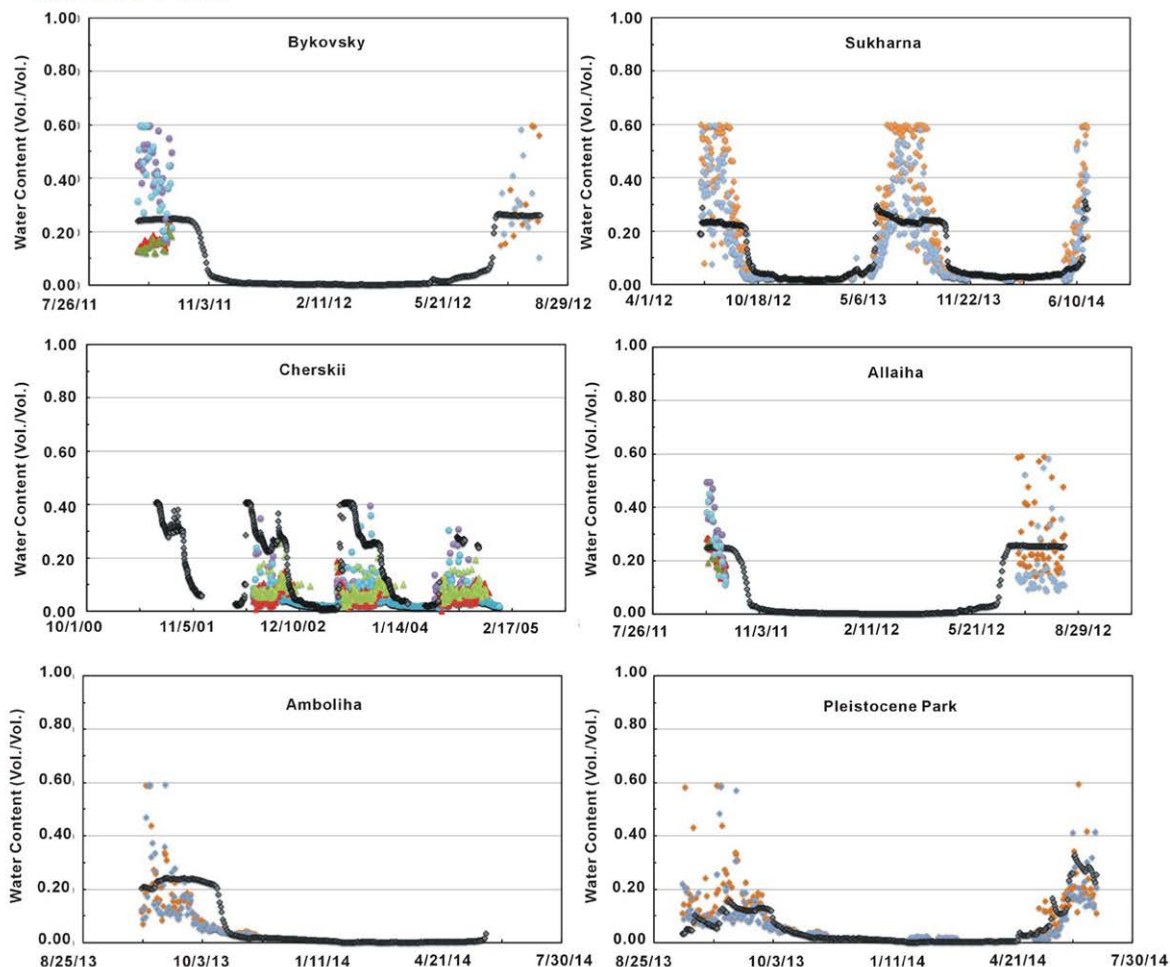 Bykovsky
Water Content (Vol./Vol.)
1.00
0.80
0.60
0.40
0.20
0.00
7/26/11 11/3/11 2/11/12 5/21/12 8/29/12
Sukharna
Water Content (Vol./Vol.)
1.00
0.80
0.60
0.40
0.20
0.00
4/1/12 10/18/12 5/6/13 11/22/13 6/10/14
Cherskii
Water Content (Vol./Vol.)
1.00
0.80
0.60
0.40
0.20
0.00
10/1/00 11/5/01 12/10/02 1/14/04 2/17/05
Allaiha
Water Content (Vol./Vol.)
1.00
0.80
0.60
0.40
0.20
0.00
7/26/11 11/3/11 2/11/12 5/21/12 8/29/12
Amboliha
Water Content (Vol./Vol.)
1.00
0.80
0.60
0.40
0.20
0.00
8/25/13 10/3/13 1/11/14 4/21/14 7/30/14
Pleistocene Park
Water Content (Vol./Vol.)
1.00
0.80
0.60
0.40
0.20
0.00
8/25/13 10/3/13 1/11/14 4/21/14 7/30/14